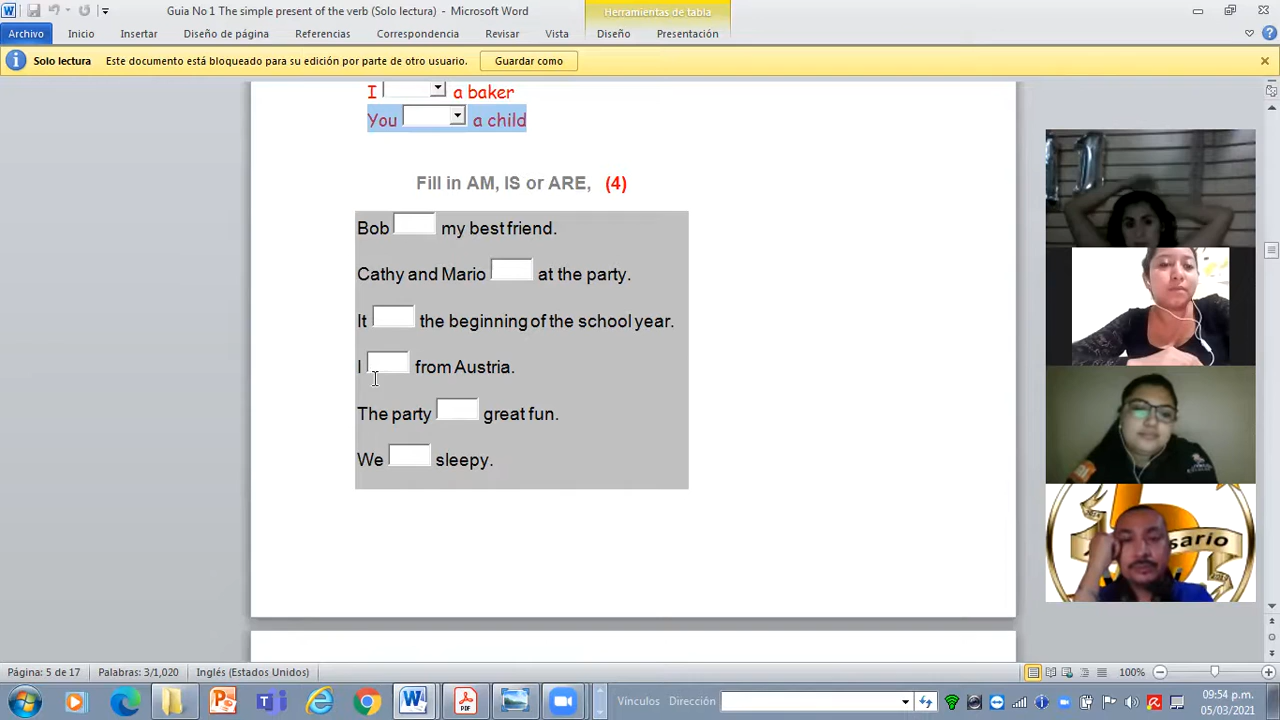 Guia No 1 The simple present of the verb (Solo lectura) - Microsoft Word
Herramientas de tabla
Archivo Inicio Insertar Diseño de página Referencias Correspondencia Revisar Vista Diseño Presentación
Solo lectura Este documento está bloqueado para su edición por parte de otro usuario. Guardar como
I a baker
You a child
Fill in AM, IS or ARE, (4)
Bob my best friend.
Cathy and Mario at the party.
It the beginning of the school year.
I from Austria.
The party great fun.
We sleepy.
Página: 5 de 17 Palabras: 3/1,020 Inglés (Estados Unidos) 100%
Vínculos Dirección
09:54 p.m.
05/03/2021